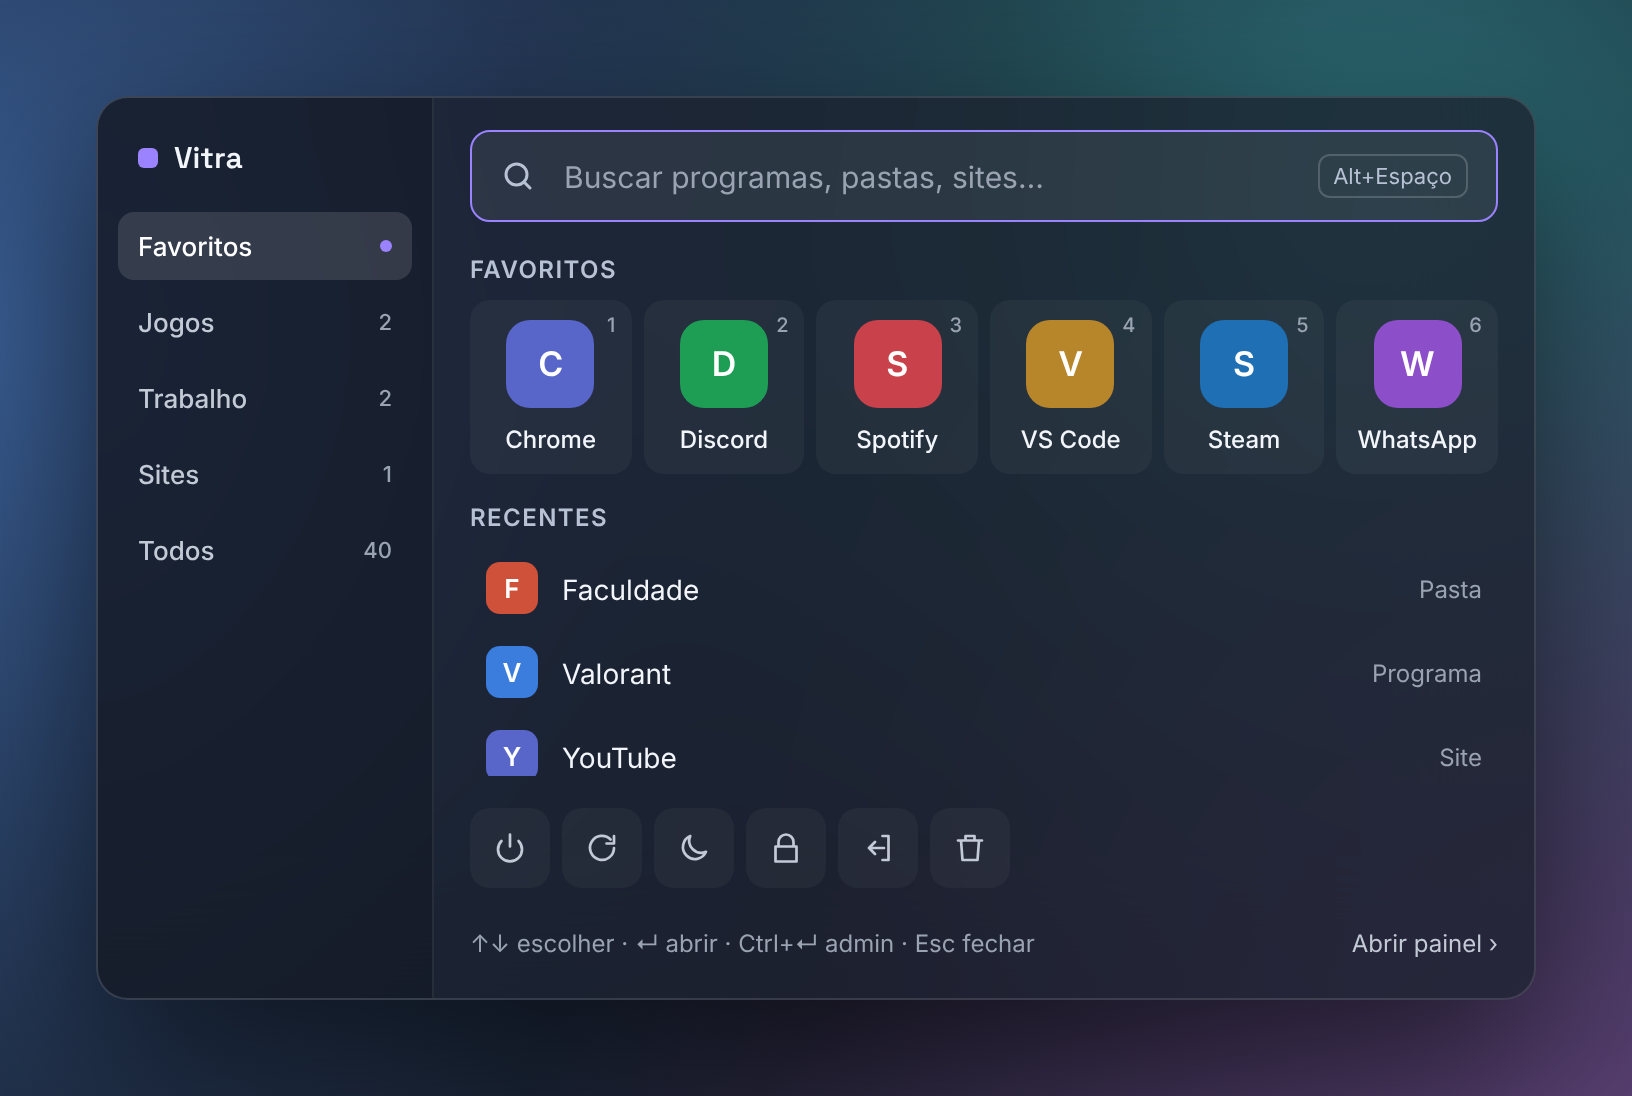 Vitra
Favoritos
Jogos 2
Trabalho 2
Sites 1
Todos 40
Buscar programas, pastas, sites... Alt+Espaço
FAVORITOS
1 2 3 4 5 6
C D S V S W
Chrome Discord Spotify VS Code Steam WhatsApp
RECENTES
F Faculdade Pasta
V Valorant Programa
Y YouTube Site
↑↓ escolher · ↵ abrir · Ctrl+↵ admin · Esc fechar Abrir painel ›